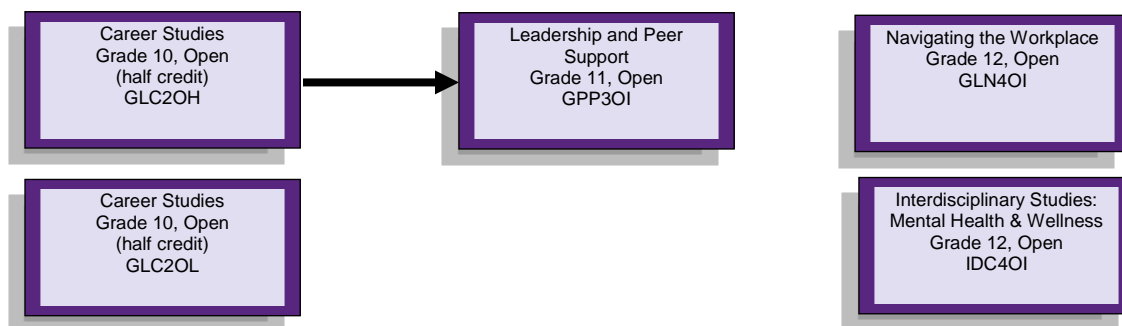 Career Studies
Grade 10, Open
(half credit)
GLC2OH
Leadership and Peer
Support
Grade 11, Open
GPP3OI
Navigating the Workplace
Grade 12, Open
GLN4OI
Career Studies
Grade 10, Open
(half credit)
GLC2OL
Interdisciplinary Studies:
Mental Health & Wellness
Grade 12, Open
IDC4OI